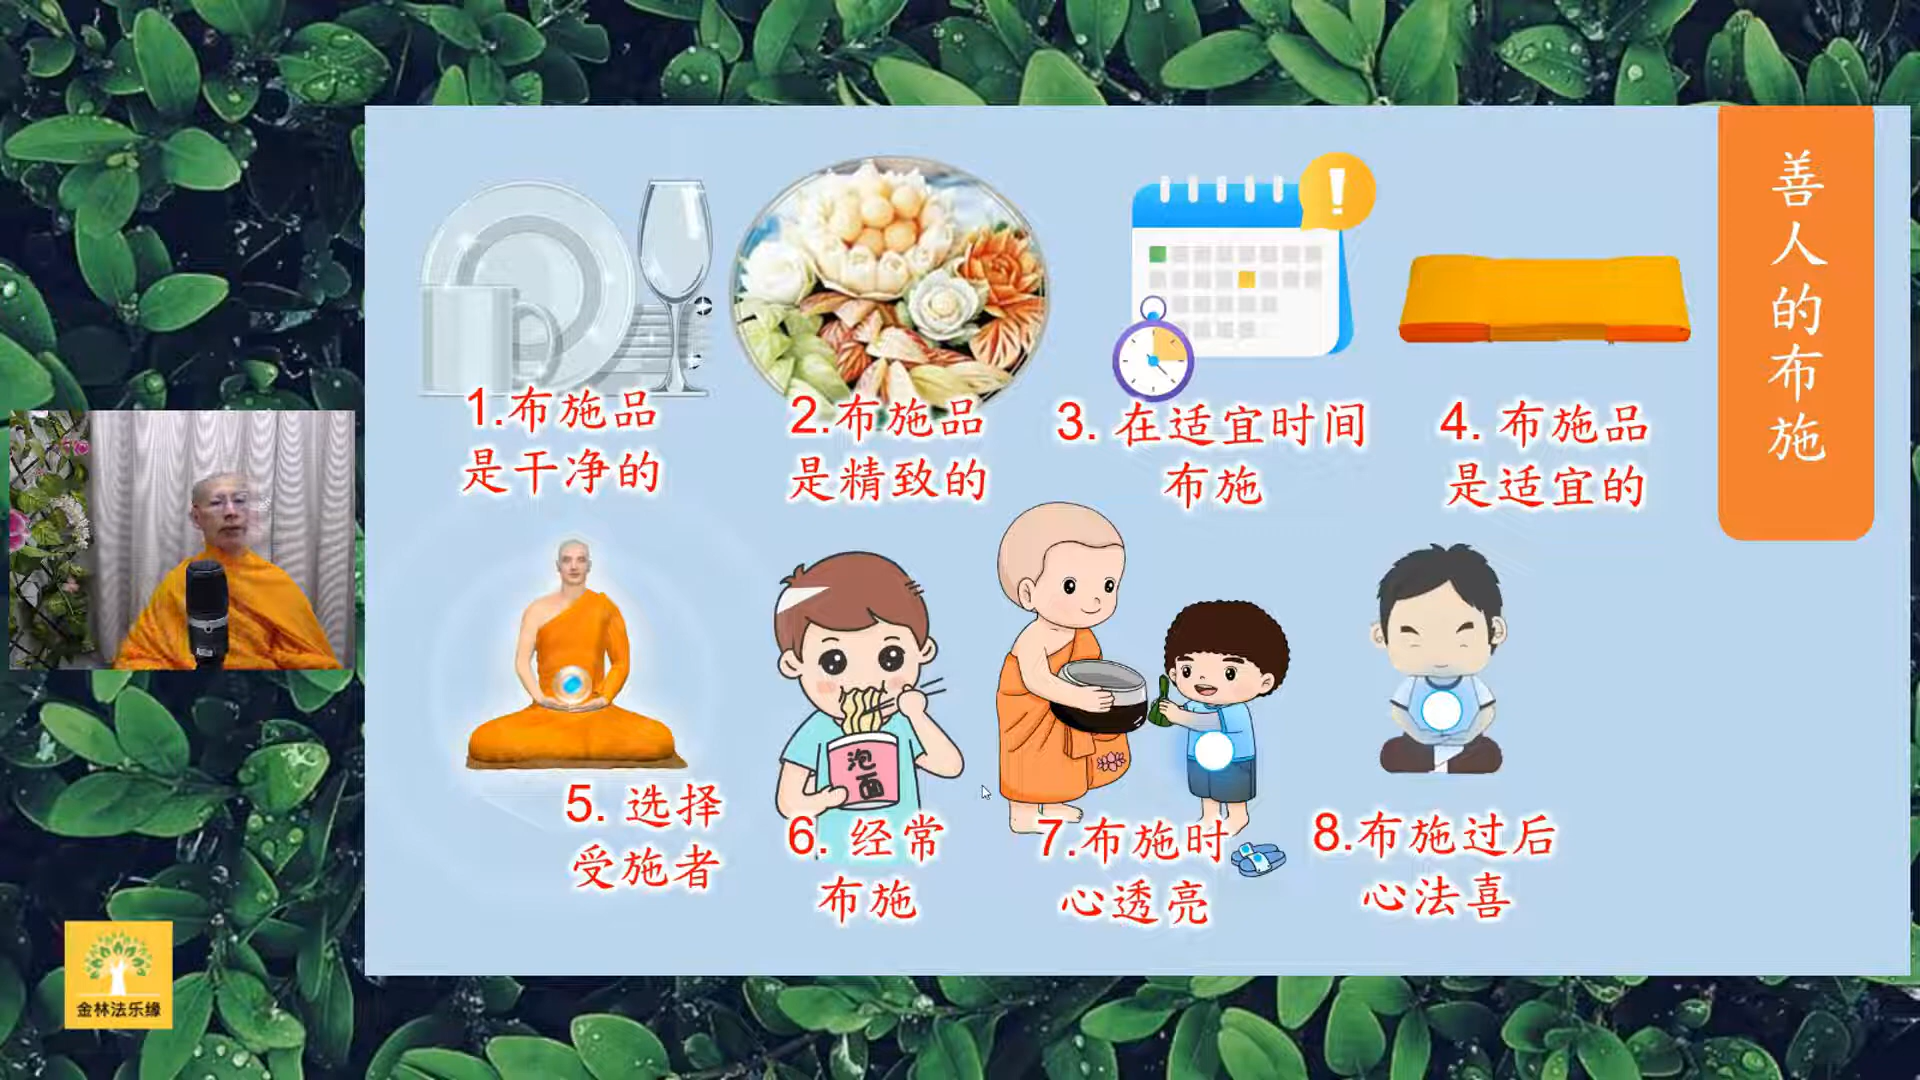 善人的布施
1.布施品
是干净的
2.布施品
是精致的
3. 在适宜时间
布施
4. 布施品
是适宜的
5. 选择
受施者
泡
面
6. 经常
布施
7.布施时
心透亮
8.布施过后
心法喜
金林法乐缘